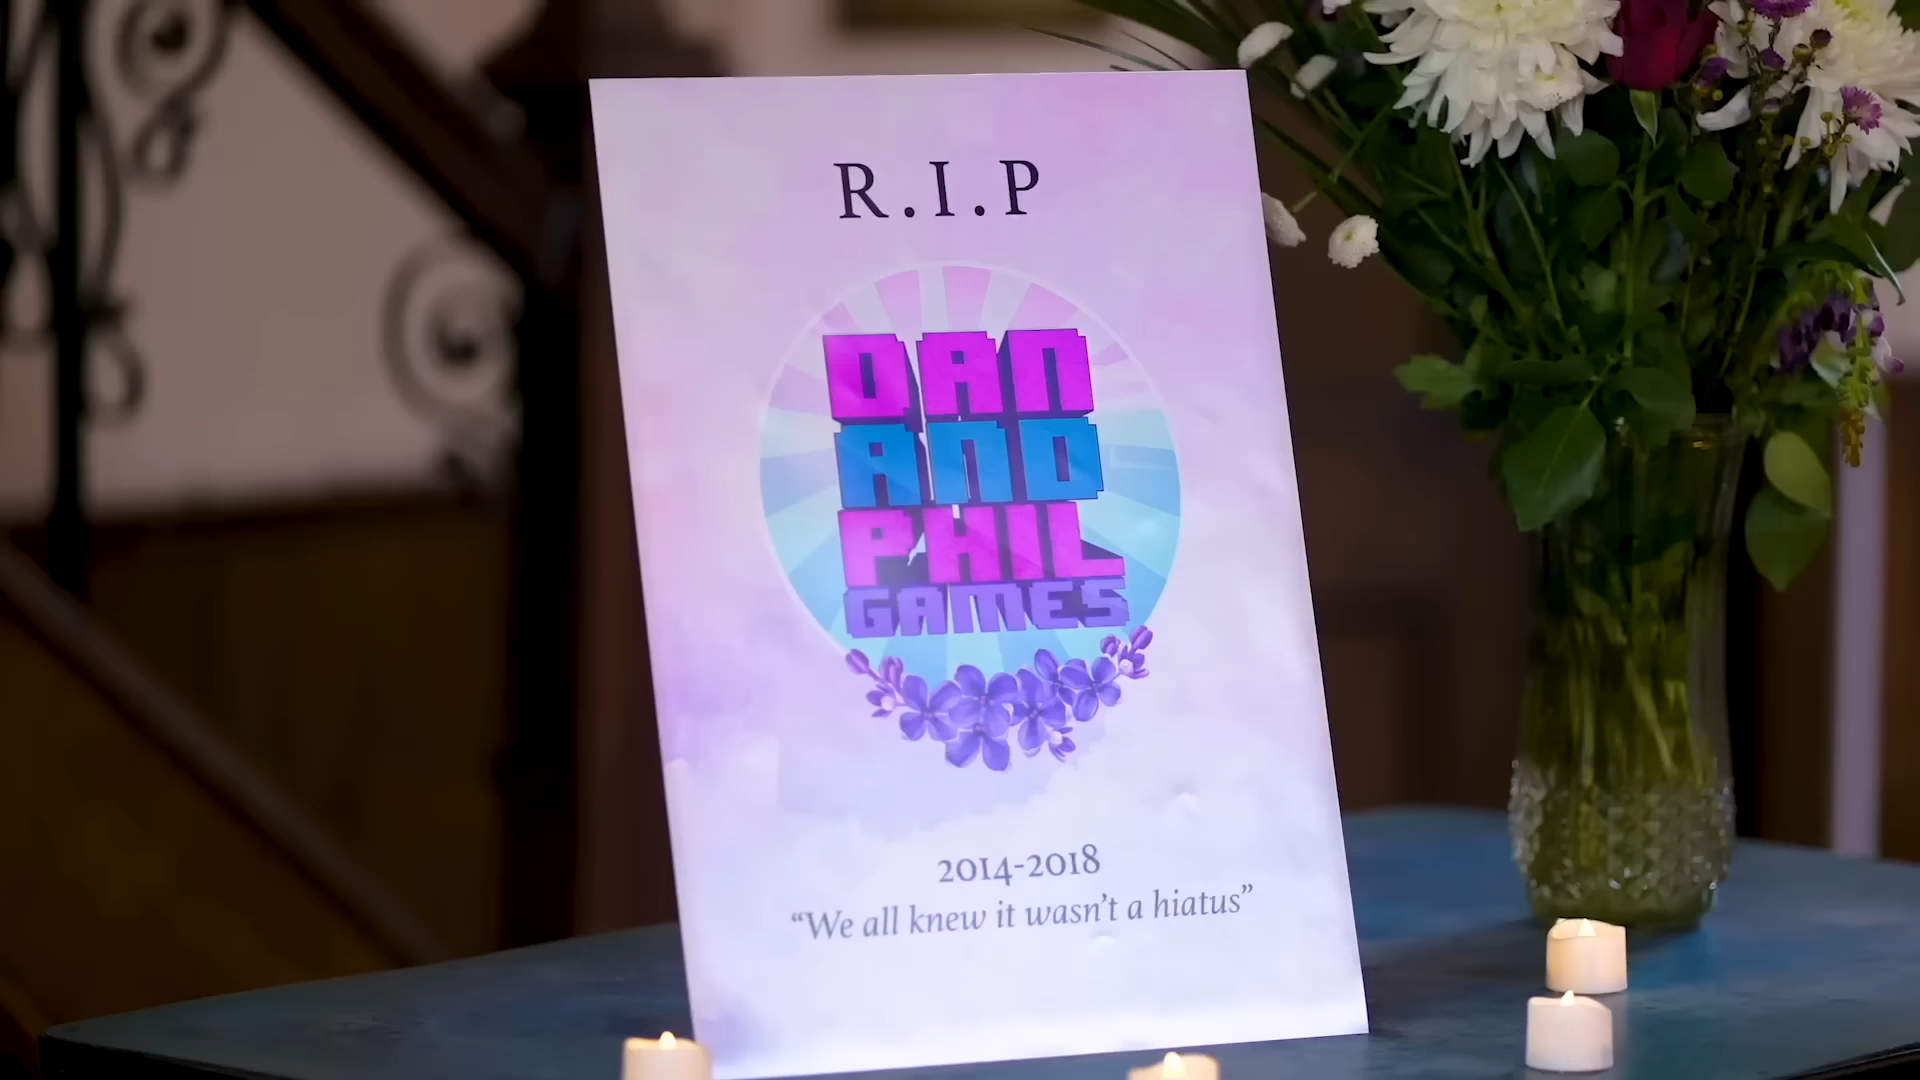 R.I.P
DAN
AND
PHIL
GAMES
2014-2018
“We all knew it wasn’t a hiatus”